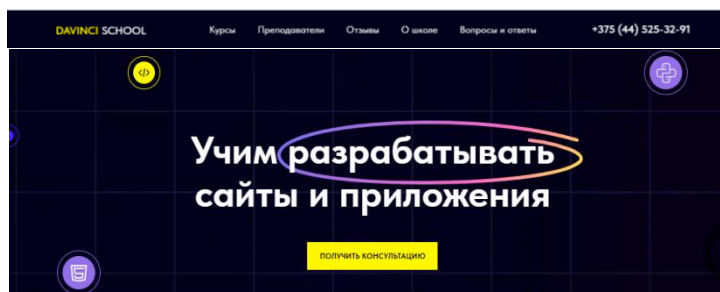 DAVINCI SCHOOL Курсы Преподаватели Отзывы О школе Вопросы и ответы +375 (44) 525-32-91
</>
Учим разрабатывать
сайты и приложения
ПОЛУЧИТЬ КОНСУЛЬТАЦИЮ
5